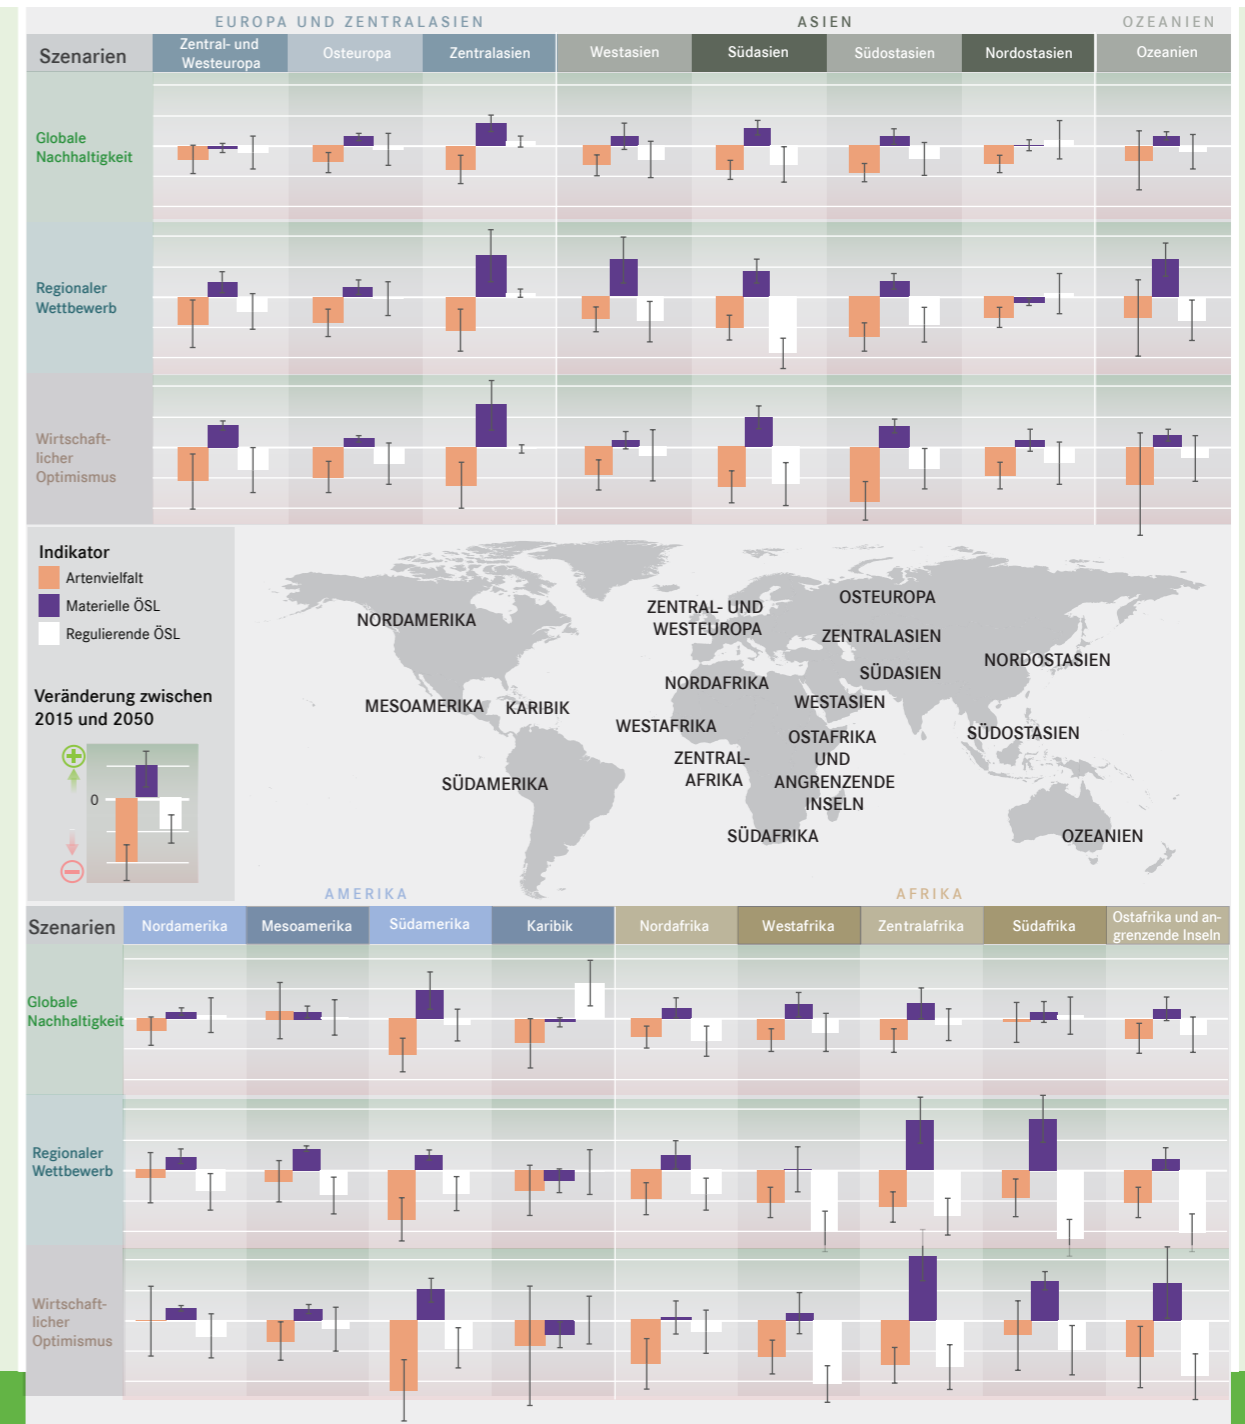 EUROPA UND ZENTRALASIEN
ASIEN
OZEANIEN
Szenarien
Zentral- und
Westeuropa
Osteuropa
Zentralasien
Westasien
Südasien
Südostasien
Nordostasien
Ozeanien
Globale
Nachhaltigkeit
Regionaler
Wettbewerb
Wirtschaft-
licher
Optimismus
Indikator
Artenvielfalt
Materielle ÖSL
Regulierende ÖSL
Veränderung zwischen
2015 und 2050
0
NORDAMERIKA
MESOAMERIKA
KARIBIK
SÜDAMERIKA
ZENTRAL- UND
WESTEUROPA
OSTEUROPA
ZENTRALASIEN
SÜDASIEN
NORDOSTASIEN
NORDAFRIKA
WESTASIEN
WESTAFRIKA
OSTAFRIKA
UND
ANGRENZENDE
INSELN
ZENTRAL-
AFRIKA
SÜDOSTASIEN
SÜDAFRIKA
OZEANIEN
AMERIKA
AFRIKA
Szenarien
Nordamerika
Mesoamerika
Südamerika
Karibik
Nordafrika
Westafrika
Zentralafrika
Südafrika
Ostafrika und an-
grenzende Inseln
Globale
Nachhaltigkeit
Regionaler
Wettbewerb
Wirtschaft-
licher
Optimismus